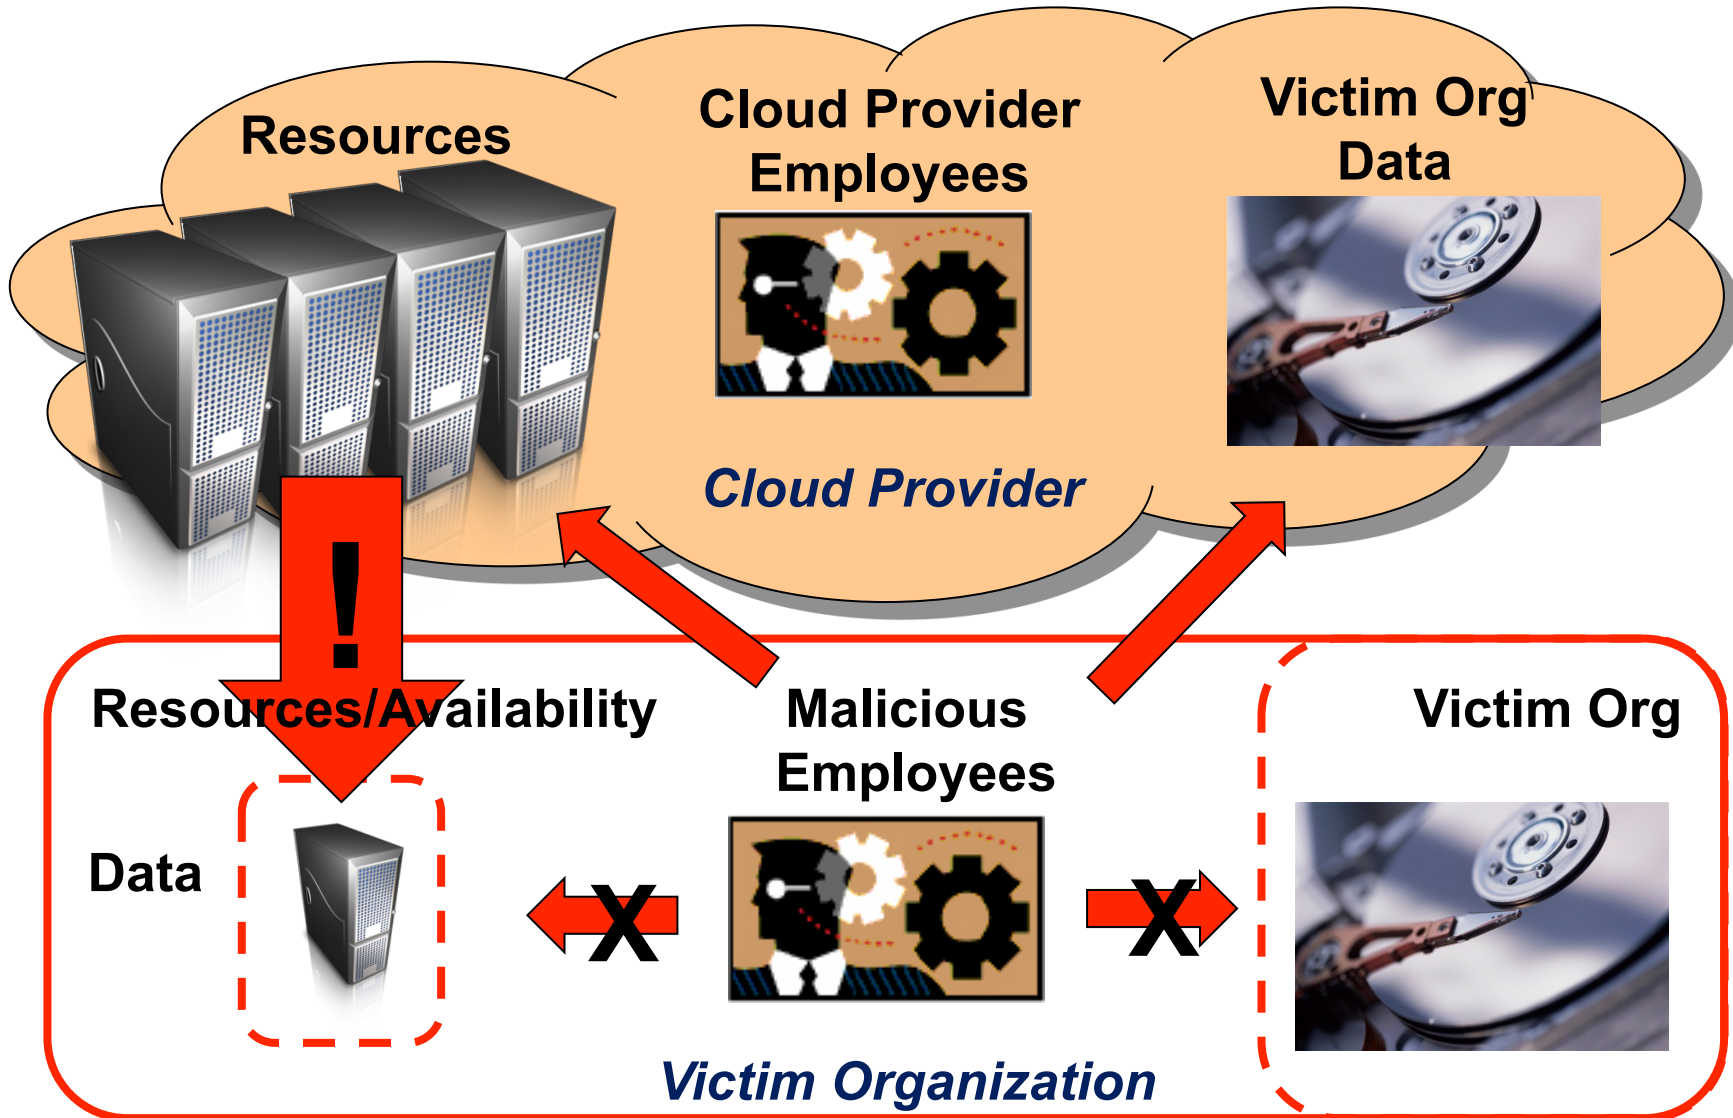 Resources
Cloud Provider
Employees
Victim Org
Data
Cloud Provider
!
Resources/Availability
Malicious
Employees
Victim Org
Data
X
X
Victim Organization